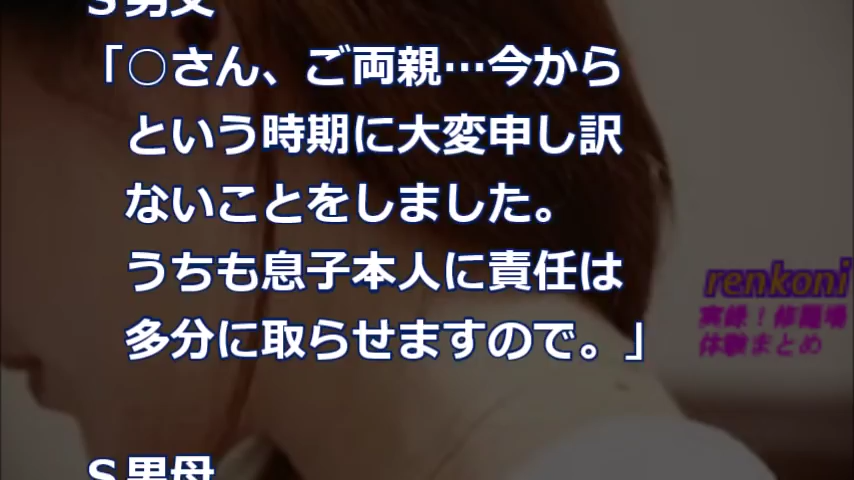 S男父
「○さん、ご両親…今から
という時期に大変申し訳
ないことをしました。
うちも息子本人に責任は
多分に取らせますので。」
S男母
renkoni
実録！修羅場
体験まとめ